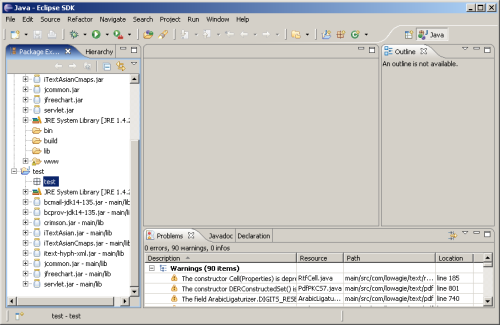 Java - Eclipse SDK
File Edit Source Refactor Navigate Search Project Run Window Help
Java
Package Ex... Hierarchy
iTextAsianCmaps.jar
jcommon.jar
jfreechart.jar
servlet.jar
JRE System Library [JRE 1.4.2
bin
build
lib
www
test
test
JRE System Library [JRE 1.4.2
bcmail-jdk14-135.jar - main/lib
bcprov-jdk14-135.jar - main/lib
crimson.jar - main/lib
iTextAsian.jar - main/lib
iTextAsianCmaps.jar - main/lib
itext-hyph-xml.jar - main/lib
jcommon.jar - main/lib
jfreechart.jar - main/lib
servlet.jar - main/lib
Outline
An outline is not available.
Problems Javadoc Declaration
0 errors, 90 warnings, 0 infos
Description Resource Path Location
Warnings (90 items)
The constructor Cell(Properties) is depri RtfCell.java main/src/com/lowagie/text/r... line 185
The constructor DERConstructedSet() is PdfPKCS7.java main/src/com/lowagie/text/pdf line 801
The field ArabicLigaturizer.DIGITS_RESE ArabicLigatur... main/src/com/lowagie/text/pdf line 740
test - test